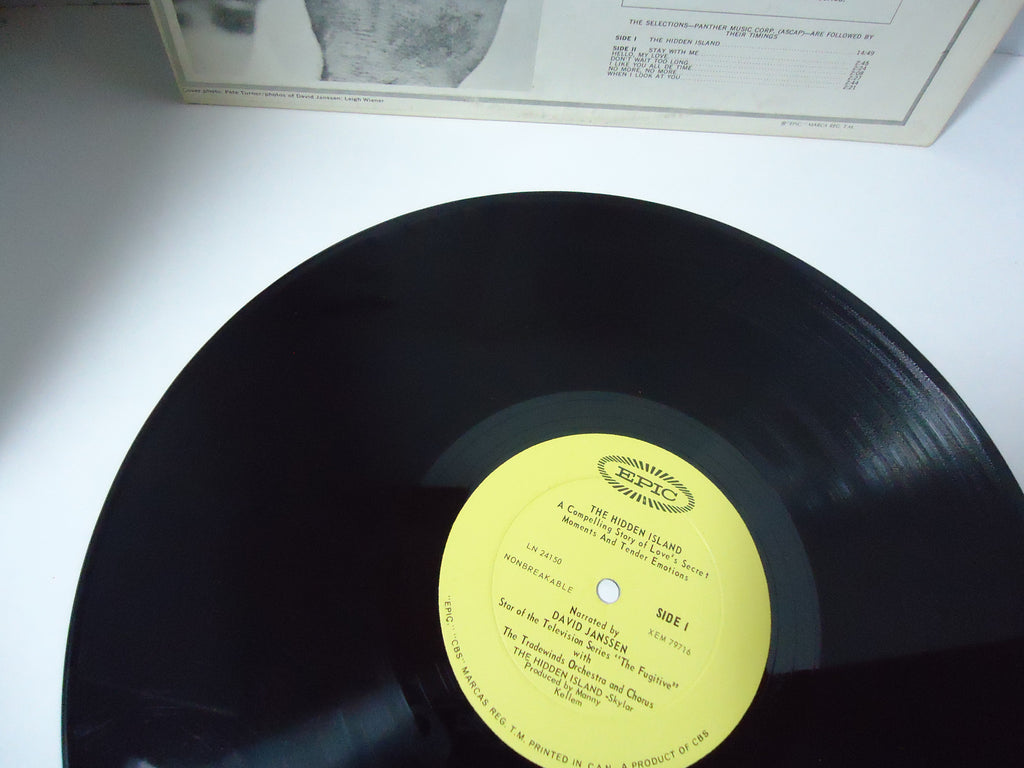 THE SELECTIONS—PANTHER MUSIC CORP. (ASCAP)—ARE FOLLOWED BY
THEIR TIMINGS
SIDE I THE HIDDEN ISLAND 14:49
SIDE II STAY WITH ME
HELLO, MY LOVE
DON'T WAIT TOO LONG
I LIKE YOU ALL DE TIME
NO MORE, NO MORE
WHEN I LOOK AT YOU
Cover photo: Pete Turner/photos of David Janssen: Leigh Wiener
® "EPIC," MARCA REG. T.M.
EPIC
THE HIDDEN ISLAND
A Compelling Story of Love's Secret
Moments And Tender Emotions
LN 24150
NONBREAKABLE
SIDE I
XEM 79716
Narrated by
DAVID JANSSEN
Star of the Television Series "The Fugitive"
with
The Tradewinds Orchestra and Chorus
THE HIDDEN ISLAND -Skylar
Produced by Manny
Kellem
"EPIC," "CBS" MARCAS REG. T.M. PRINTED IN CAN. A PRODUCT OF CBS